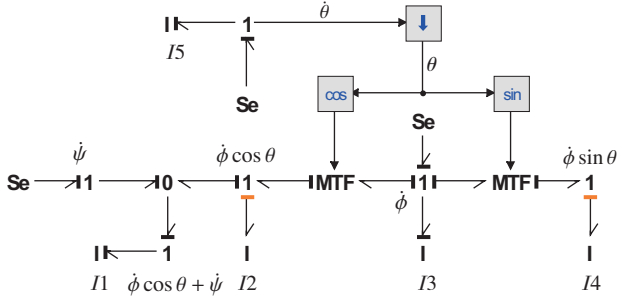 θ̇
I 1
I5
θ
cos sin
Se Se
ψ̇ ϕ̇ cos θ ϕ̇ sin θ
Se 1 0 1 MTF 1 MTF 1
ϕ̇
I 1 I I I
I1 ϕ̇ cos θ + ψ̇ I2 I3 I4